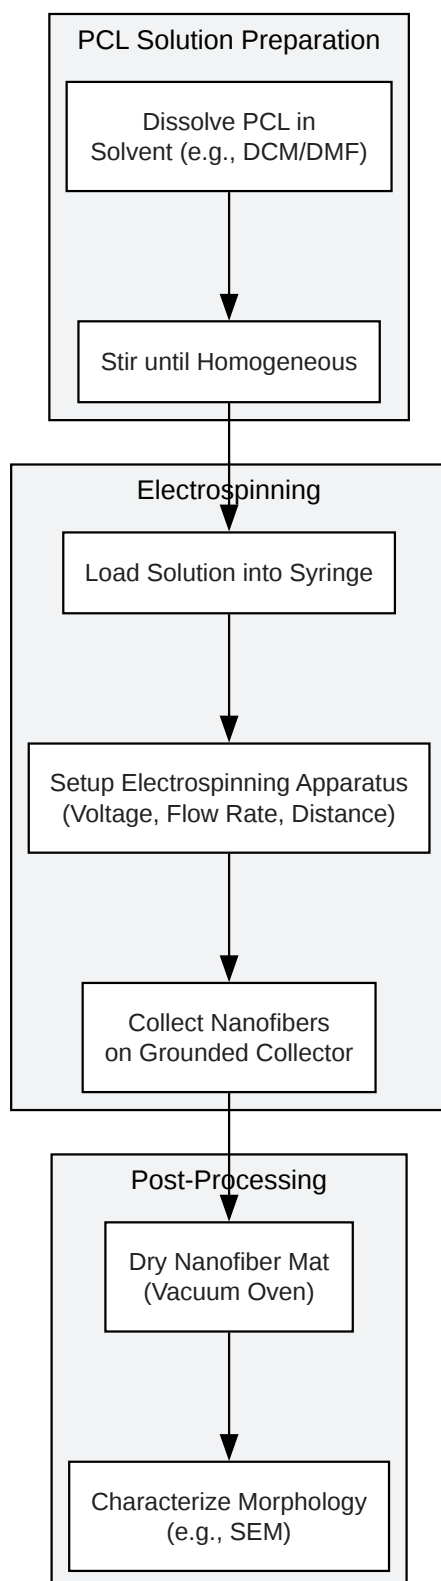 PCL Solution Preparation
Dissolve PCL in
Solvent (e.g., DCM/DMF)
Stir until Homogeneous
Electrospinning
Load Solution into Syringe
Setup Electrospinning Apparatus
(Voltage, Flow Rate, Distance)
Collect Nanofibers
on Grounded Collector
Post-Processing
Dry Nanofiber Mat
(Vacuum Oven)
Characterize Morphology
(e.g., SEM)